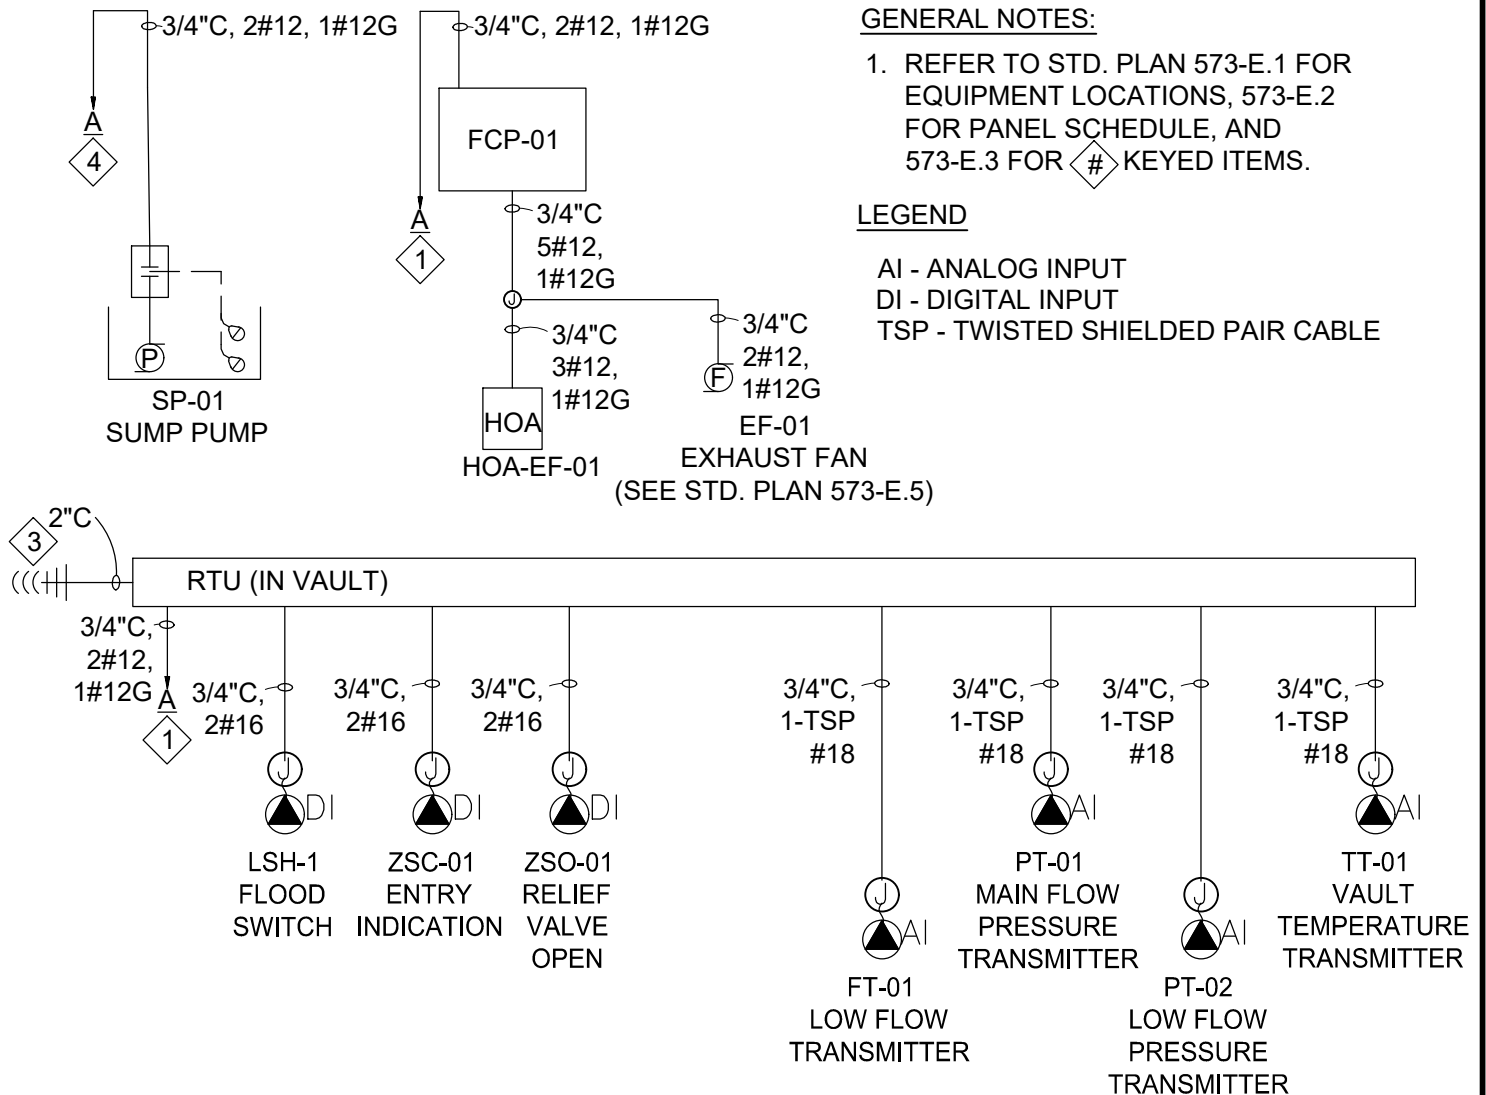 3/4"C, 2#12, 1#12G
A
4
P
SP-01
SUMP PUMP
3/4"C, 2#12, 1#12G
FCP-01
A
1
3/4"C
5#12,
1#12G
J
3/4"C
3#12,
1#12G
HOA
HOA-EF-01
3/4"C
2#12,
1#12G
F
EF-01
EXHAUST FAN
(SEE STD. PLAN 573-E.5)
GENERAL NOTES:
1. REFER TO STD. PLAN 573-E.1 FOR
EQUIPMENT LOCATIONS, 573-E.2
FOR PANEL SCHEDULE, AND
573-E.3 FOR # KEYED ITEMS.
LEGEND
AI - ANALOG INPUT
DI - DIGITAL INPUT
TSP - TWISTED SHIELDED PAIR CABLE
3
2"C
RTU (IN VAULT)
3/4"C,
2#12,
1#12G
A
1
3/4"C,
2#16
J
DI
LSH-1
FLOOD
SWITCH
3/4"C,
2#16
J
DI
ZSC-01
ENTRY
INDICATION
3/4"C,
2#16
J
DI
ZSO-01
RELIEF
VALVE
OPEN
3/4"C,
1-TSP
#18
J
AI
FT-01
LOW FLOW
TRANSMITTER
3/4"C,
1-TSP
#18
J
AI
PT-01
MAIN FLOW
PRESSURE
TRANSMITTER
3/4"C,
1-TSP
#18
J
AI
PT-02
LOW FLOW
PRESSURE
TRANSMITTER
3/4"C,
1-TSP
#18
J
AI
TT-01
VAULT
TEMPERATURE
TRANSMITTER